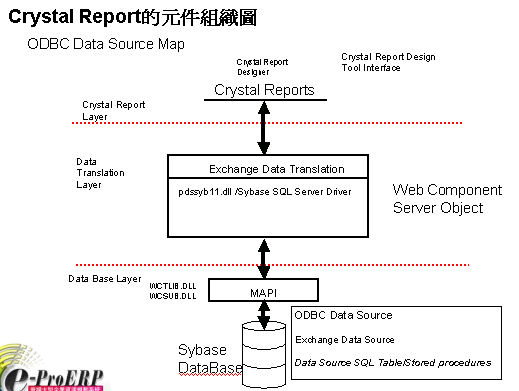 Crystal Report的元件組織圖
ODBC Data Source Map
Crystal Report
Designer
Crystal Report Design
Tool Interface
Crystal Reports
Crystal Report
Layer
Data
Translation
Layer
Exchange Data Translation
pdssyb11.dll /Sybase SQL Server Driver
Web Component
Server Object
Data Base Layer
WCTLIB.DLL
WCSUB.DLL
MAPI
ODBC Data Source
Exchange Data Source
Data Source SQL Table/Stored procedures
Sybase
DataBase
e-ProERP